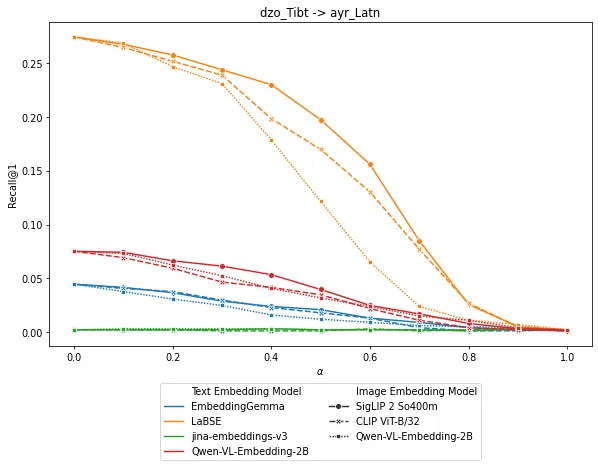 dzo_Tibt -> ayr_Latn
Recall@1
0.25
0.20
0.15
0.10
0.05
0.00
0.0 0.2 0.4 0.6 0.8 1.0
α
Text Embedding Model
EmbeddingGemma
LaBSE
jina-embeddings-v3
Qwen-VL-Embedding-2B
Image Embedding Model
SigLIP 2 So400m
CLIP ViT-B/32
Qwen-VL-Embedding-2B